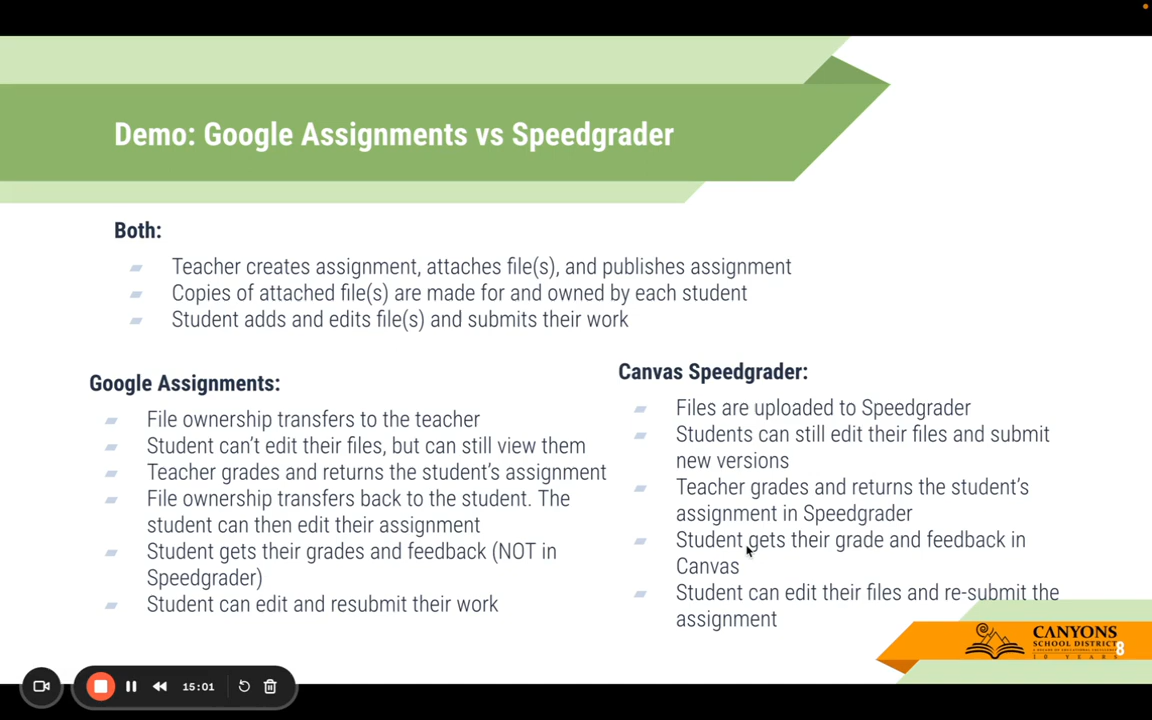 Demo: Google Assignments vs Speedgrader
Both:
Teacher creates assignment, attaches file(s), and publishes assignment
Copies of attached file(s) are made for and owned by each student
Student adds and edits file(s) and submits their work
Google Assignments:
File ownership transfers to the teacher
Student can't edit their files, but can still view them
Teacher grades and returns the student's assignment
File ownership transfers back to the student. The
student can then edit their assignment
Student gets their grades and feedback (NOT in
Speedgrader)
Student can edit and resubmit their work
Canvas Speedgrader:
Files are uploaded to Speedgrader
Students can still edit their files and submit
new versions
Teacher grades and returns the student's
assignment in Speedgrader
Student gets their grade and feedback in
Canvas
Student can edit their files and re-submit the
assignment
CANYONS
SCHOOL DISTRICT
10 YEARS
8
15:01